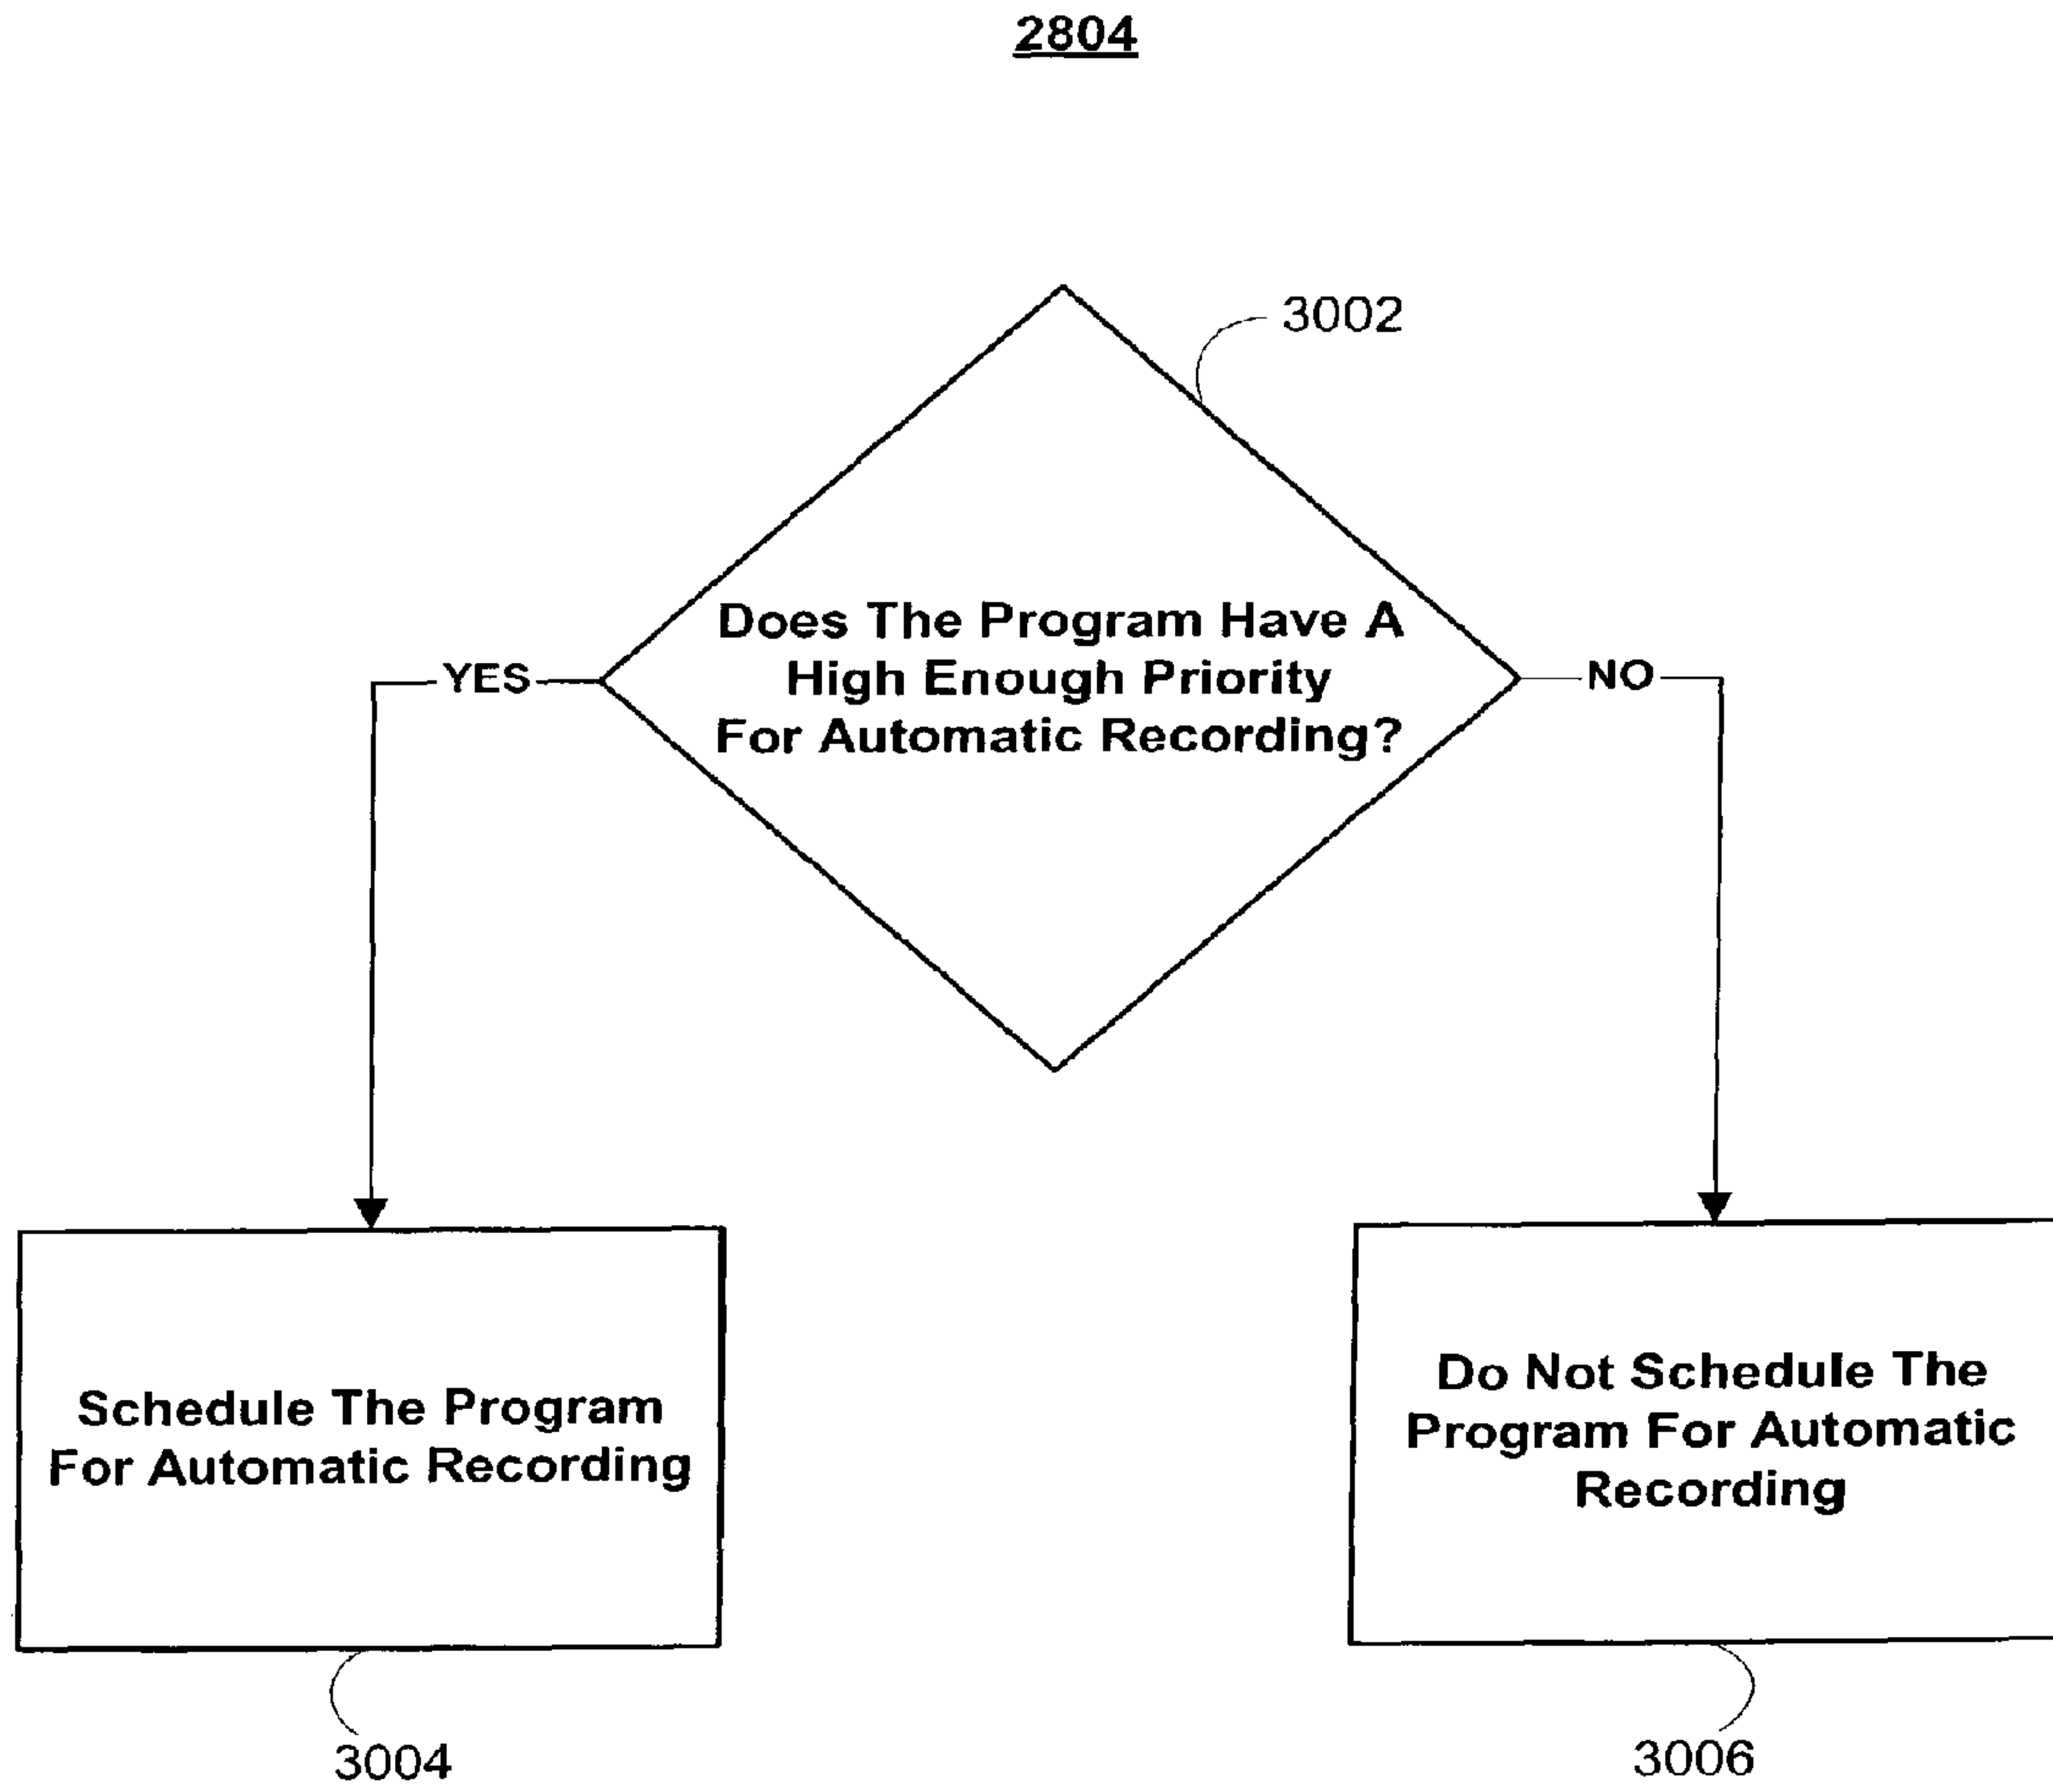 2804
3002
Does The Program Have A
High Enough Priority
For Automatic Recording?
YES
NO
Schedule The Program
For Automatic Recording
Do Not Schedule The
Program For Automatic
Recording
3004
3006